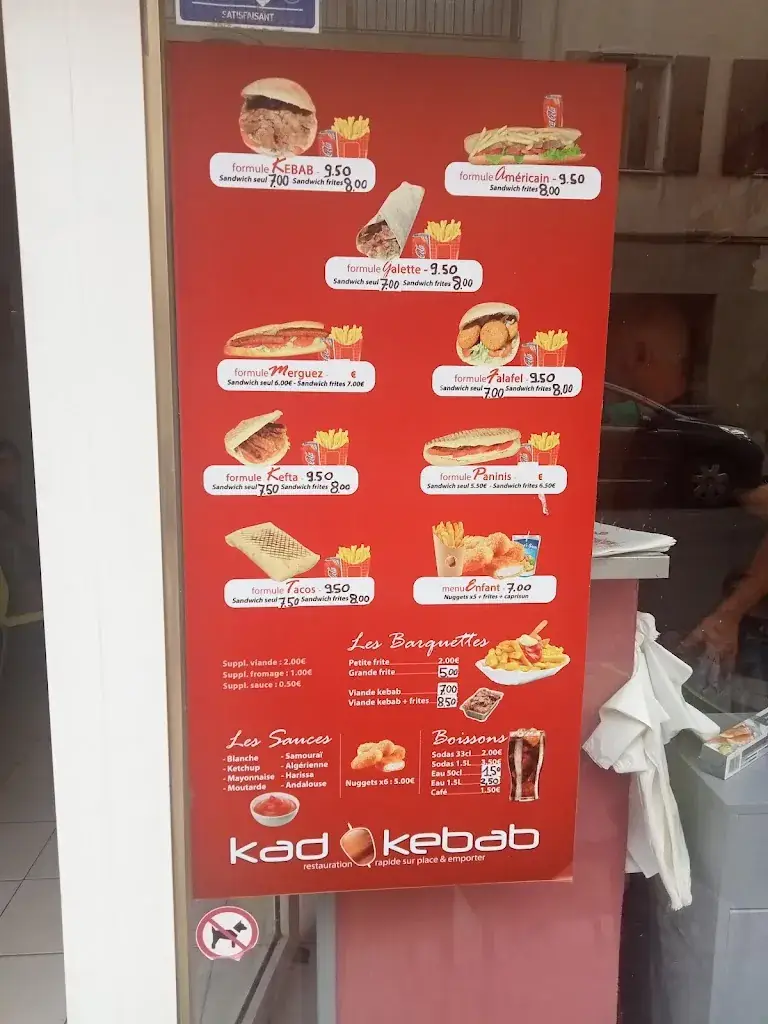 SATISFAISANT
formule KEBAB - 9.50
Sandwich seul 7.00 Sandwich frites 8.00
formule Américain - 9.50
Sandwich frites 8.00
formule Galette - 9.50
Sandwich seul 7.00 Sandwich frites 8.00
formule Merguez - €
Sandwich seul 6.00€ - Sandwich frites 7.00€
formule Falafel - 9.50
Sandwich seul 7.00 Sandwich frites 8.00
formule Kefta - 9.50
Sandwich seul 7.50 Sandwich frites 8.00
formule Paninis - €
Sandwich seul 5.50€ - Sandwich frites 6.50€
formule Tacos - 9.50
Sandwich seul 7.50 Sandwich frites 8.00
menu Enfant - 7.00
Nuggets x5 + frites + caprisun
Suppl. viande : 2.00€
Suppl. fromage : 1.00€
Suppl. sauce : 0.50€
Les Barquettes
Petite frite 2.00€
Grande frite 5.00
Viande kebab 7.00
Viande kebab + frites 8.50
Les Sauces
- Blanche
- Ketchup
- Mayonnaise
- Moutarde
- Samouraï
- Algérienne
- Harissa
- Andalouse
Nuggets x6 : 5.00€
Boissons
Sodas 33cl 2.00€
Sodas 1.5L 3.50€
Eau 50cl 1.50
Eau 1.5L 2.50
Café 1.50€
kad kebab
restauration rapide sur place & emporter